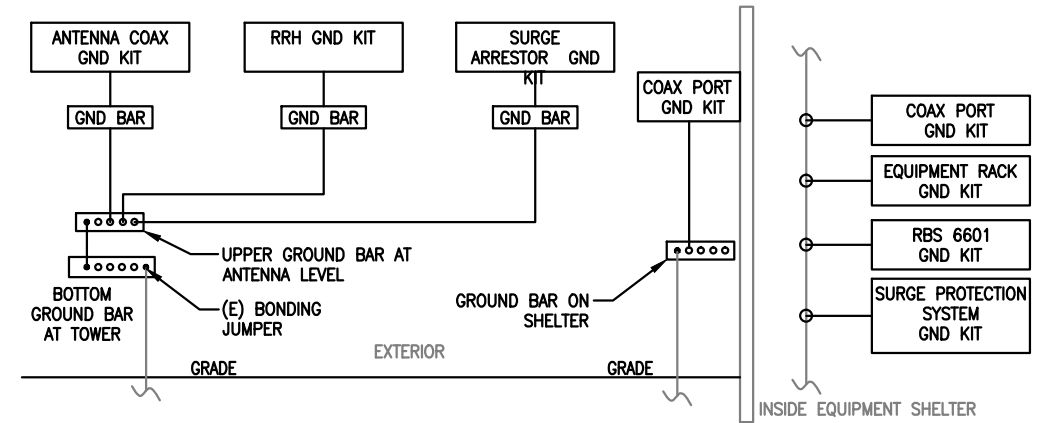 ANTENNA COAX
GND KIT
RRH GND KIT
SURGE
ARRESTOR GND
KIT
COAX PORT
GND KIT
GND BAR
GND BAR
GND BAR
UPPER GROUND BAR AT
ANTENNA LEVEL
BOTTOM
GROUND BAR
AT TOWER
(E) BONDING
JUMPER
GROUND BAR ON
SHELTER
EXTERIOR
GRADE
GRADE
COAX PORT
GND KIT
EQUIPMENT RACK
GND KIT
RBS 6601
GND KIT
SURGE PROTECTION
SYSTEM
GND KIT
INSIDE EQUIPMENT SHELTER